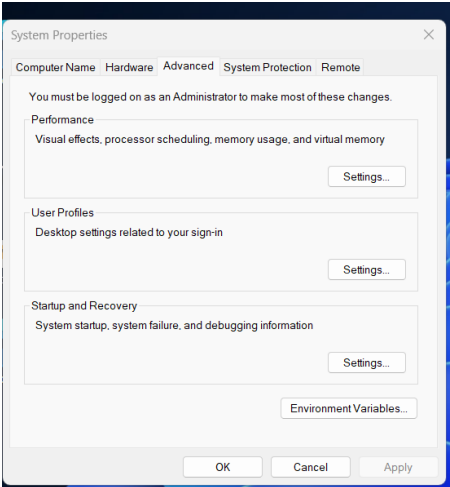 System Properties
Computer Name Hardware Advanced System Protection Remote
You must be logged on as an Administrator to make most of these changes.
Performance
Visual effects, processor scheduling, memory usage, and virtual memory
Settings...
User Profiles
Desktop settings related to your sign-in
Settings...
Startup and Recovery
System startup, system failure, and debugging information
Settings...
Environment Variables...
OK Cancel Apply